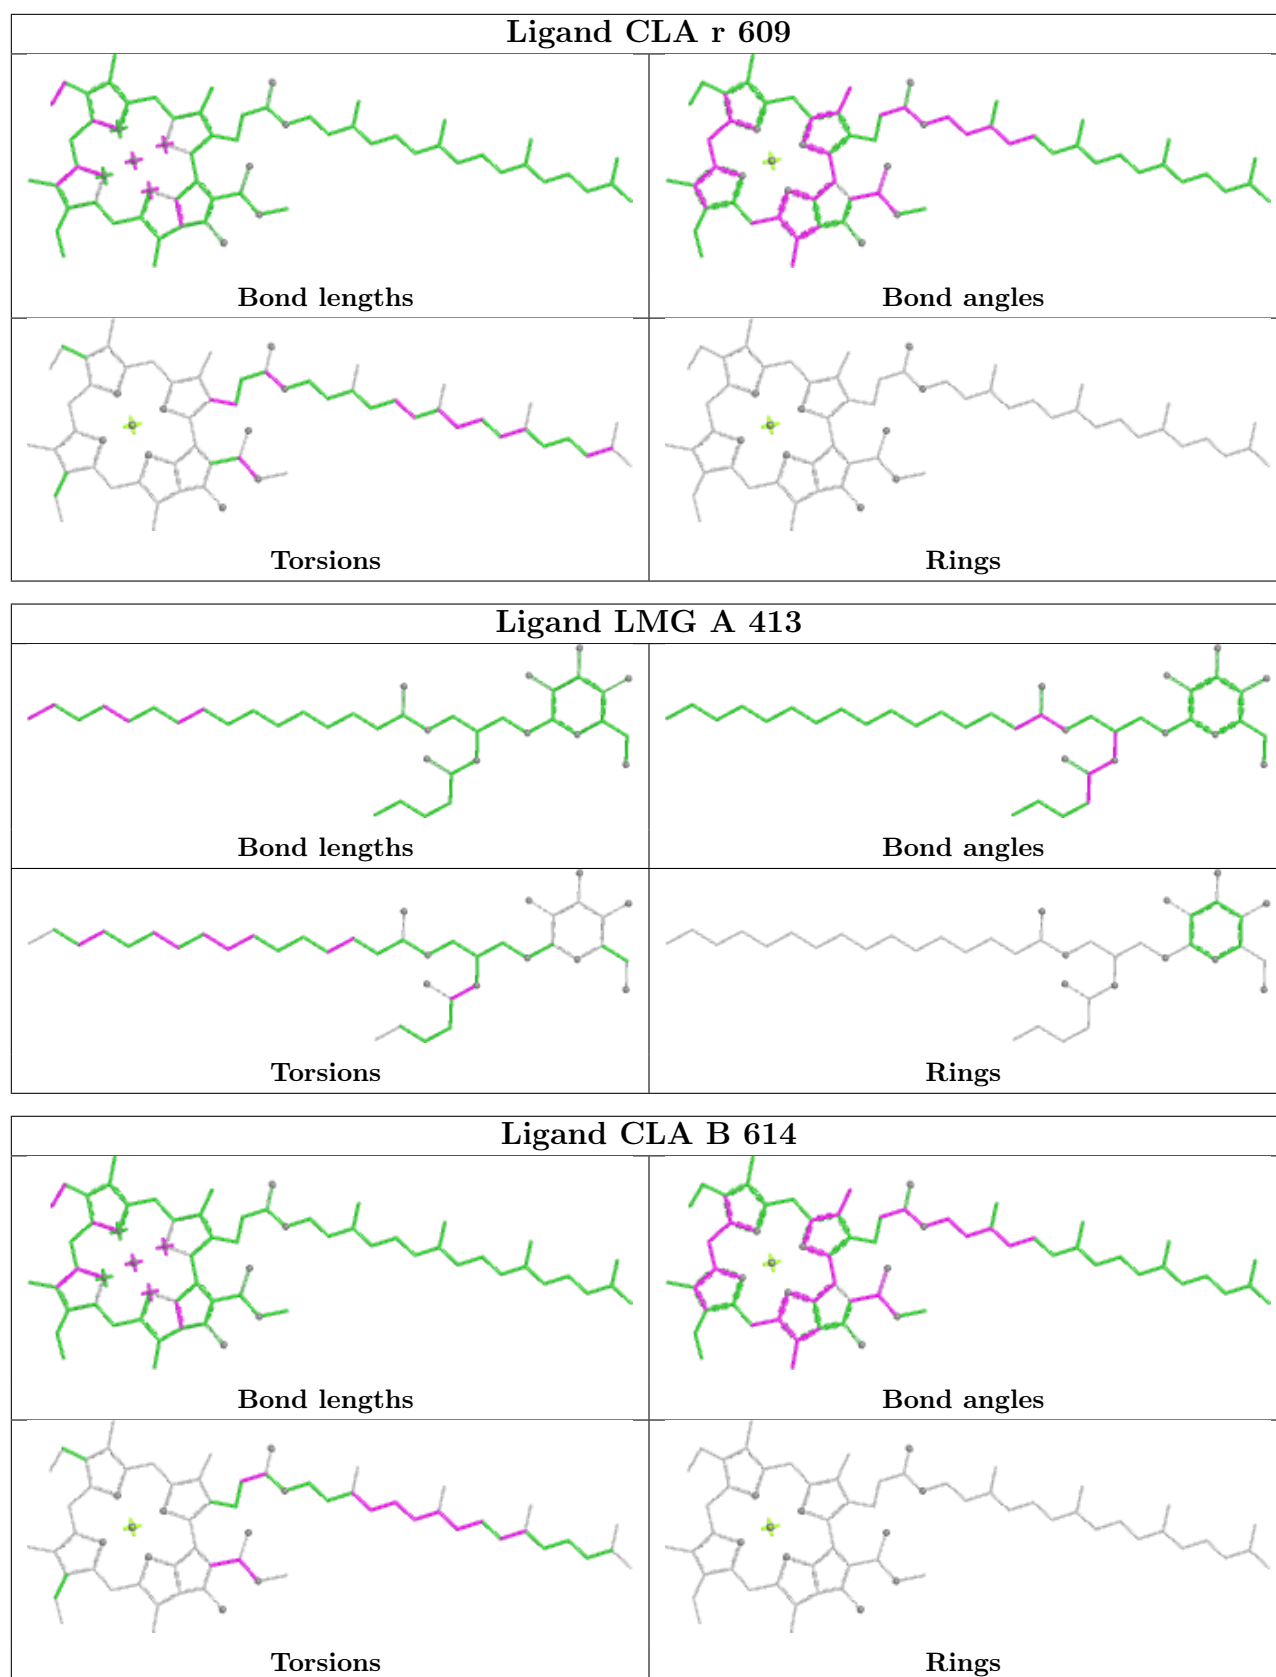 Ligand CLA r 609
Bond lengths
Bond angles
Torsions
Rings
Ligand LMG A 413
Bond lengths
Bond angles
Torsions
Rings
Ligand CLA B 614
Bond lengths
Bond angles
Torsions
Rings